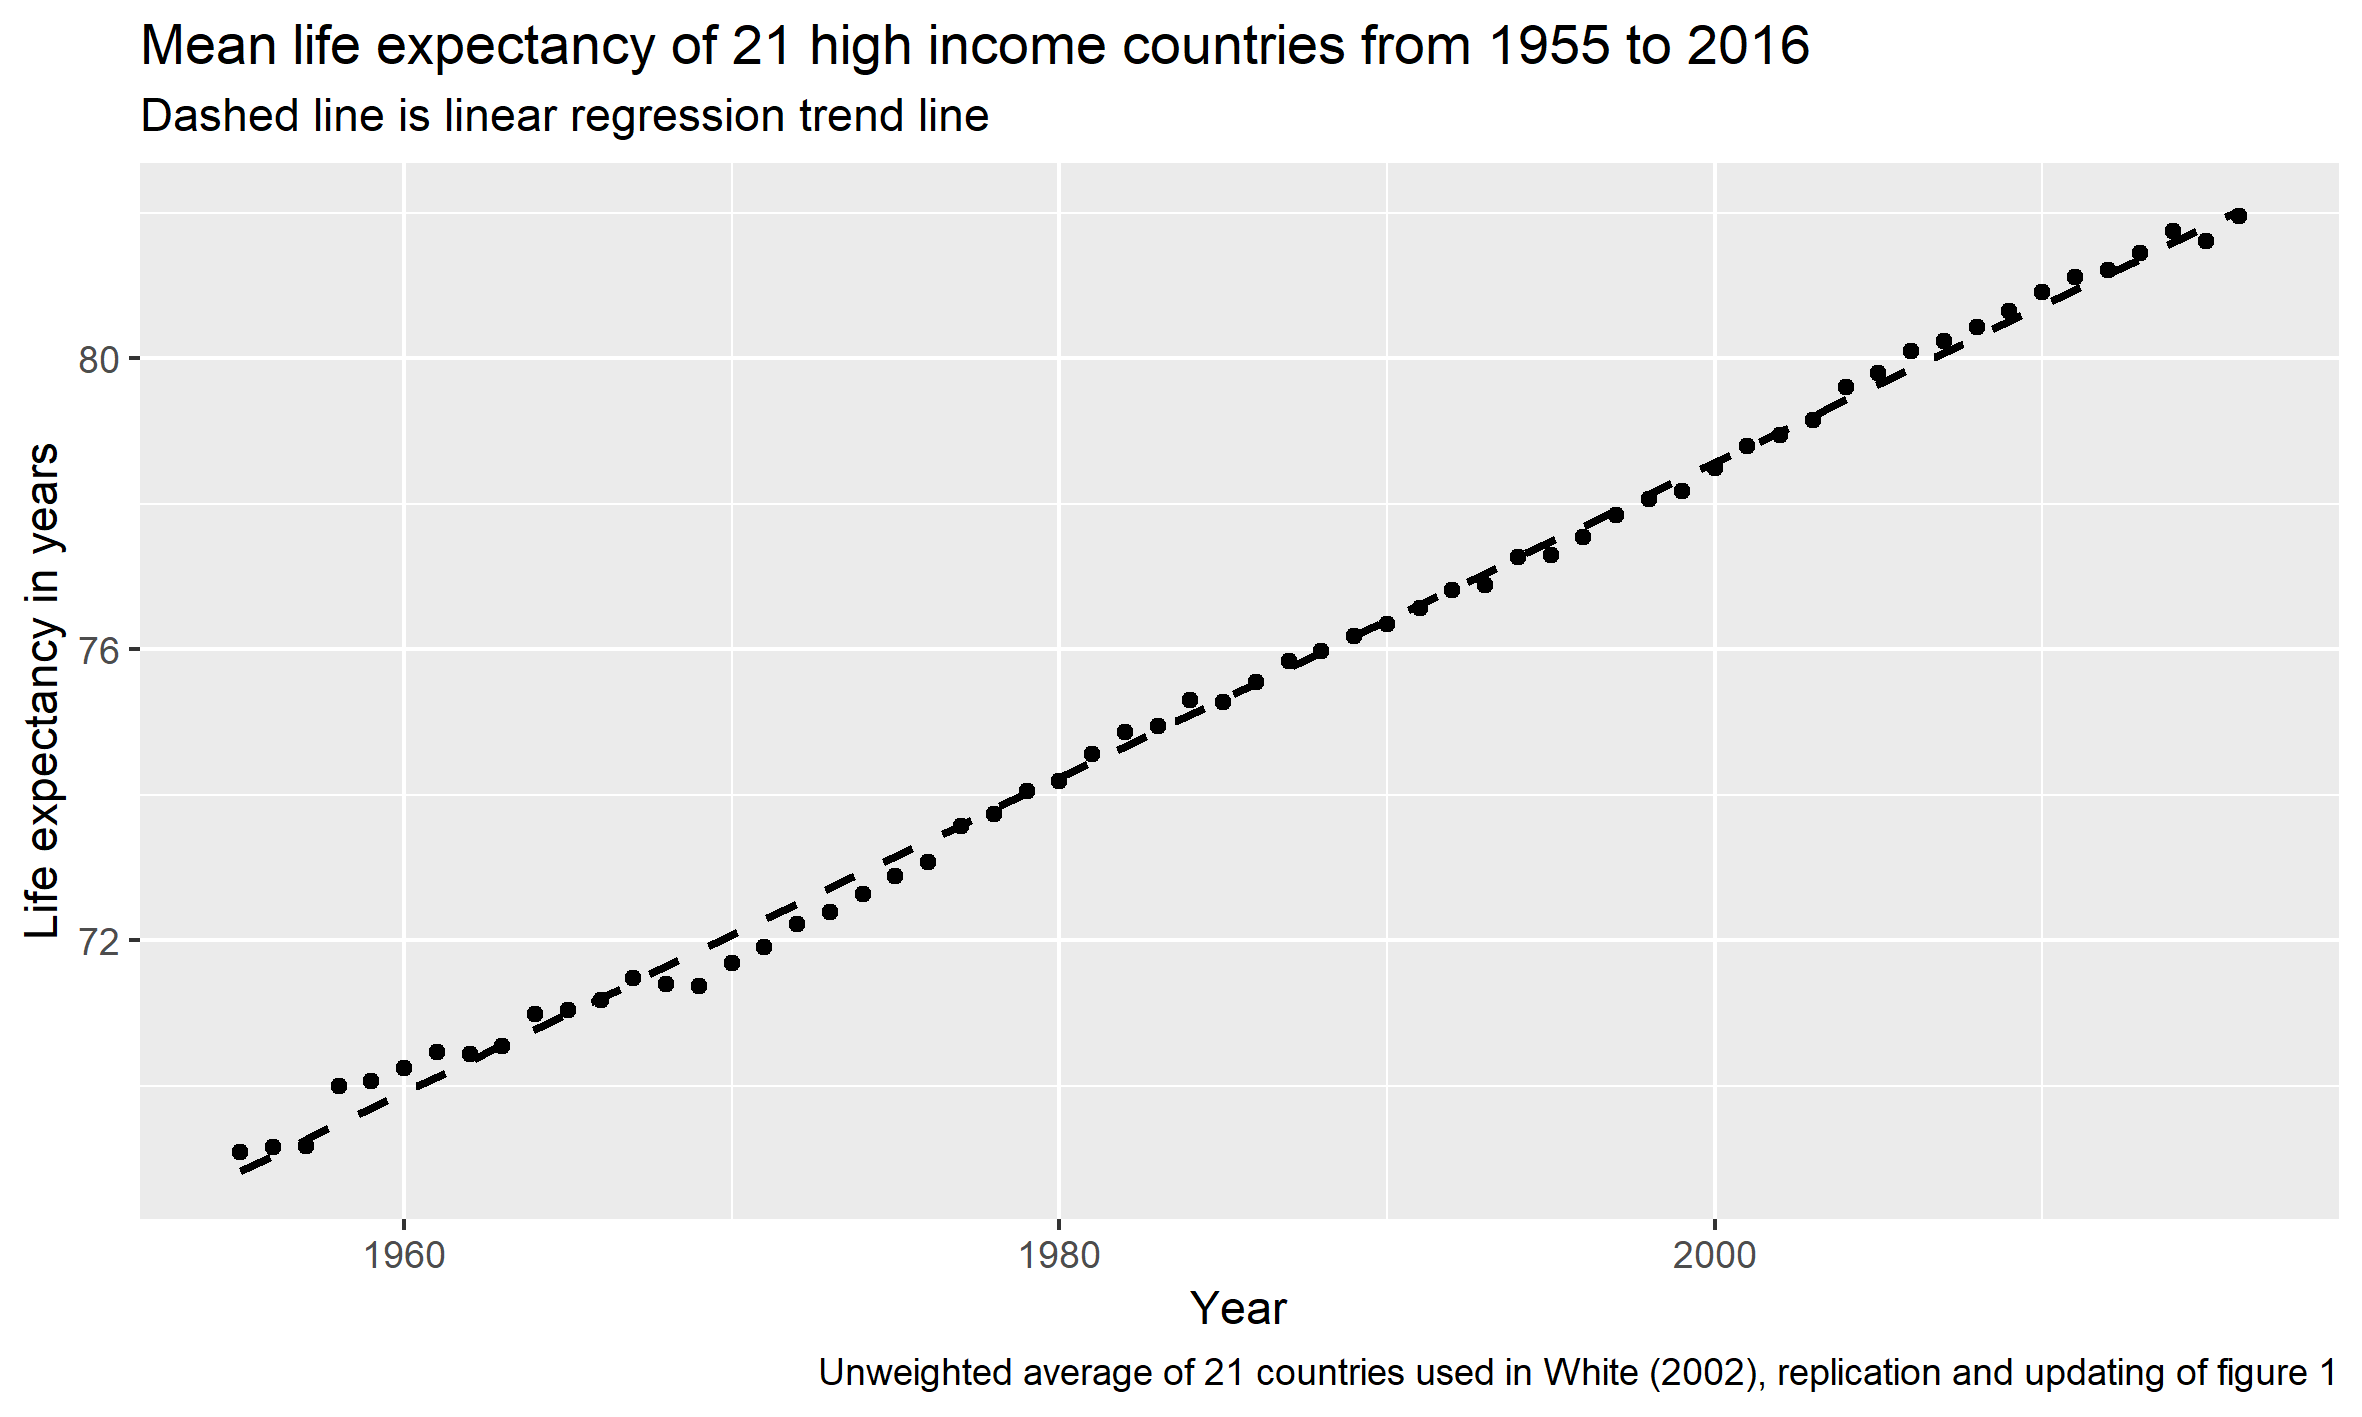 Mean life expectancy of 21 high income countries from 1955 to 2016
Dashed line is linear regression trend line
Life expectancy in years
80
76
72
1960
1980
2000
Year
Unweighted average of 21 countries used in White (2002), replication and updating of figure 1